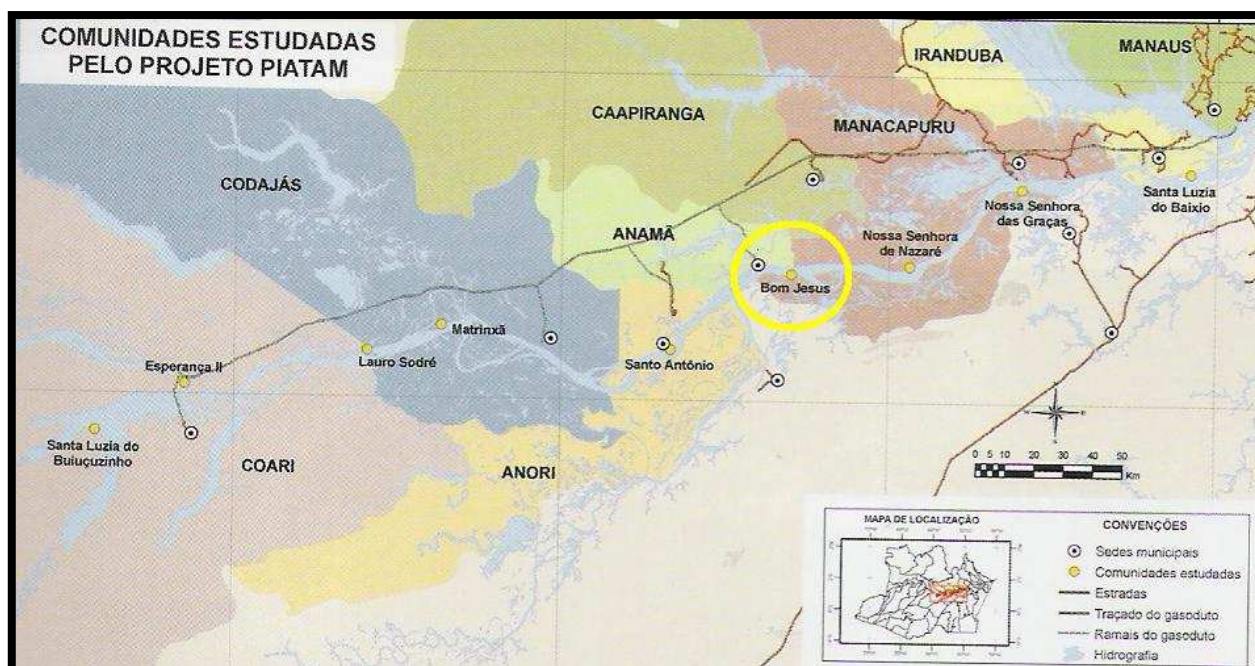 COMUNIDADES ESTUDADAS
PELO PROJETO PIATAM
MANAUS
IRANDUBA
CAAPIRANGA
MANACAPURU
CODAJÁS
Santa Luzia
do Baixio
Nossa Senhora
das Graças
ANAMÃ
Nossa Senhora
de Nazaré
Bom Jesus
Matrinxã
Esperança II
Lauro Sodré
Santo Antônio
Santa Luzia do
Buiuçuzinho
COARI
ANORI
0 5 10 20 30 40 50
Km
MAPA DE LOCALIZAÇÃO
CONVENÇÕES
Sedes municipais
Comunidades estudadas
Estradas
Traçado do gasoduto
Ramais do gasoduto
Hidrografia